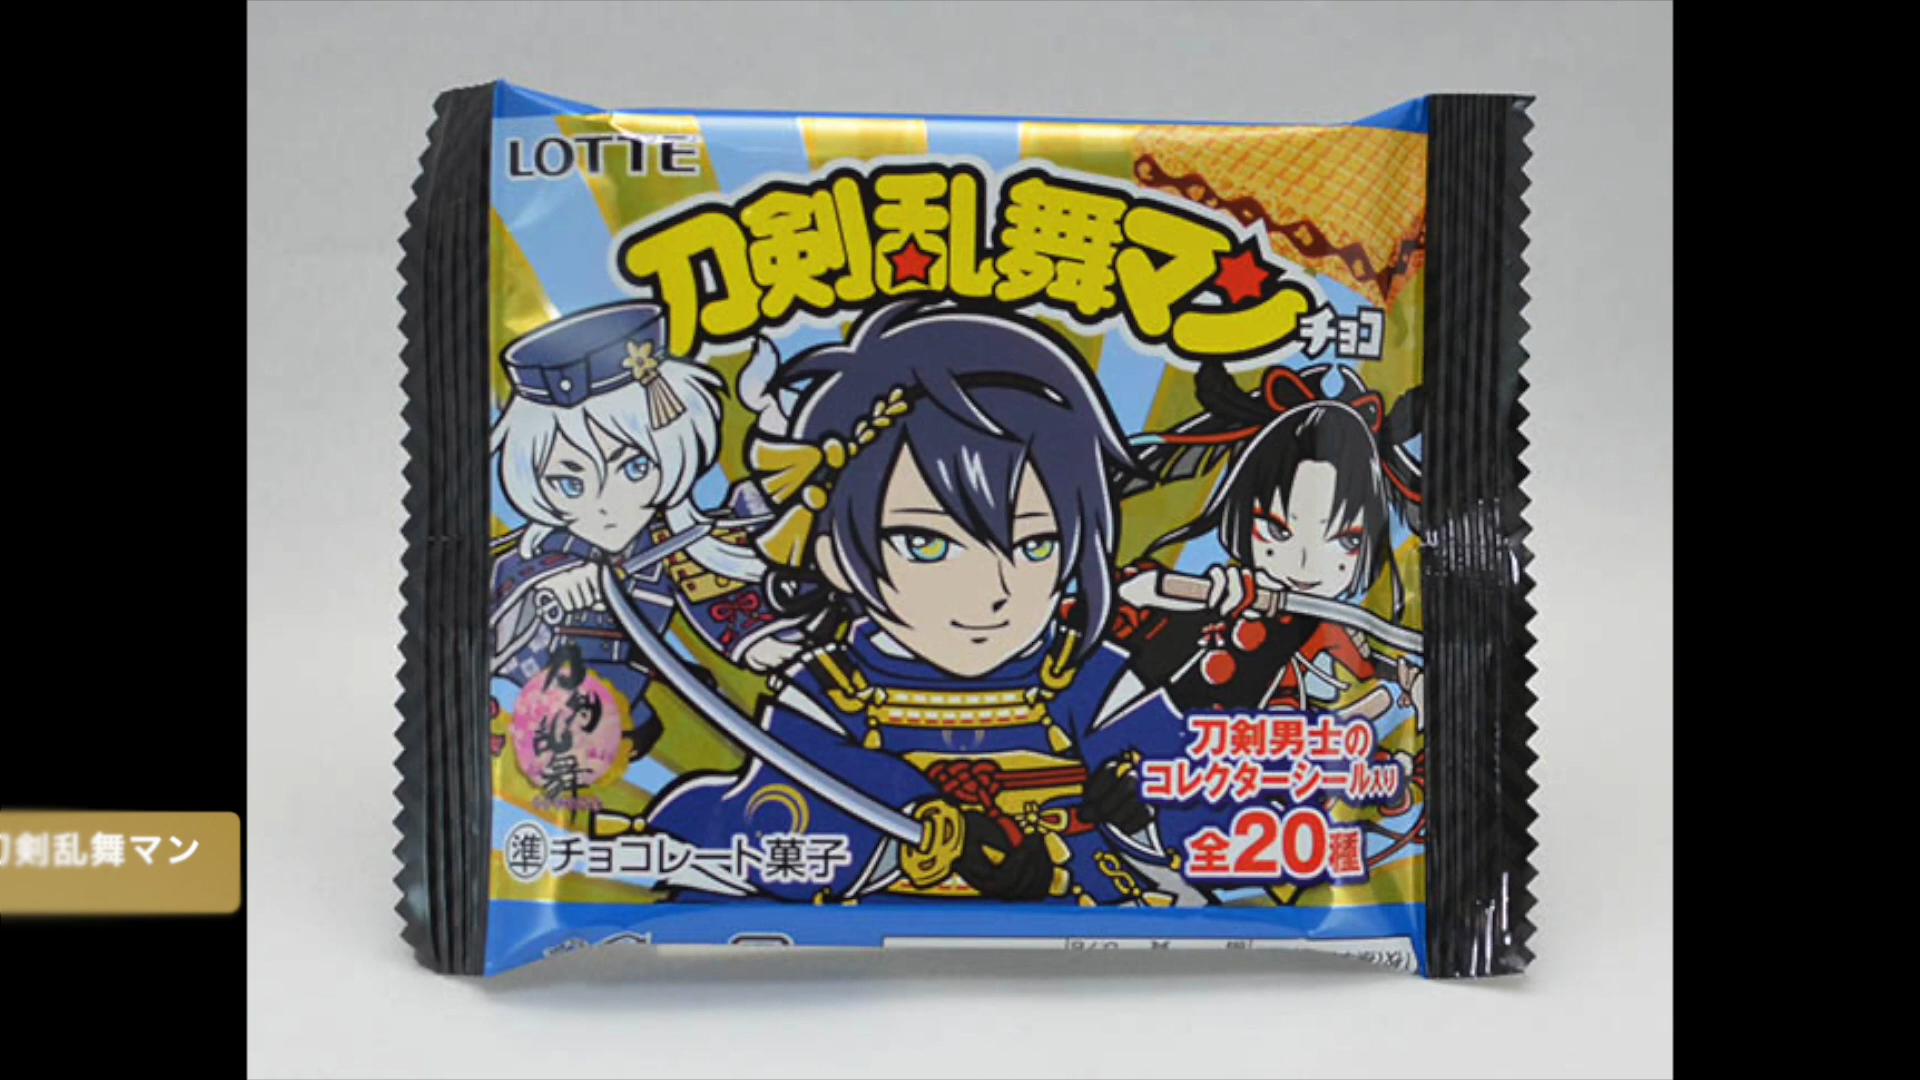 LOTTE
刀剣乱舞マン
チョコ
刀剣乱舞
刀剣男士の
コレクターシール入り
全20種
準チョコレート菓子
刀剣乱舞マン